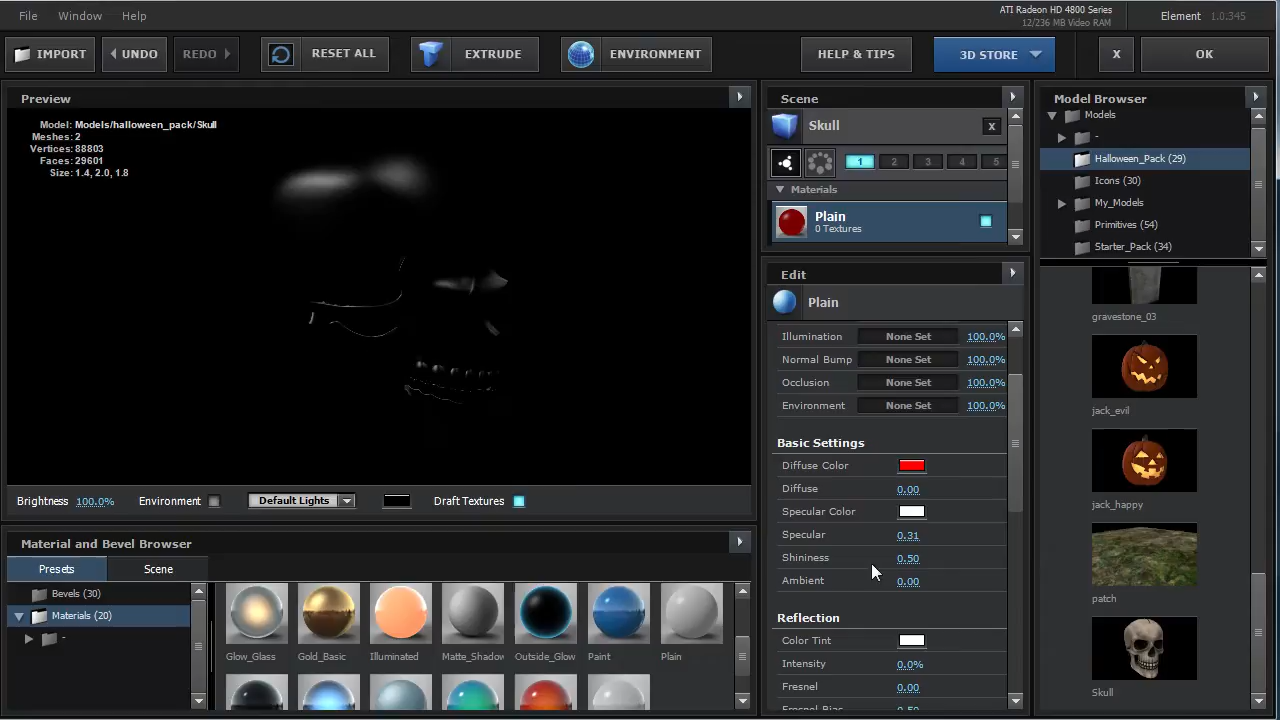 File Window Help
ATI Radeon HD 4800 Series
12/236 MB Video RAM
Element 1.0.345
IMPORT UNDO REDO RESET ALL EXTRUDE ENVIRONMENT HELP & TIPS 3D STORE X OK
Preview
Model: Models/halloween_pack/Skull
Meshes: 2
Vertices: 88803
Faces: 29601
Size: 1.4, 2.0, 1.8
Brightness 100.0% Environment Default Lights Draft Textures
Material and Bevel Browser
Presets Scene
Bevels (30)
Materials (20)
-
Glow_Glass Gold_Basic Illuminated Matte_Shadow Outside_Glow Paint Plain
Scene
Skull X
1 2 3 4 5
Materials
Plain
0 Textures
Edit
Plain
Illumination None Set 100.0%
Normal Bump None Set 100.0%
Occlusion None Set 100.0%
Environment None Set 100.0%
Basic Settings
Diffuse Color
Diffuse 0.00
Specular Color
Specular 0.31
Shininess 0.50
Ambient 0.00
Reflection
Color Tint
Intensity 0.0%
Fresnel 0.00
Fresnel Bias 0.50
Model Browser
Models
-
Halloween_Pack (29)
Icons (30)
My_Models
Primitives (54)
Starter_Pack (34)
gravestone_03
jack_evil
jack_happy
patch
Skull